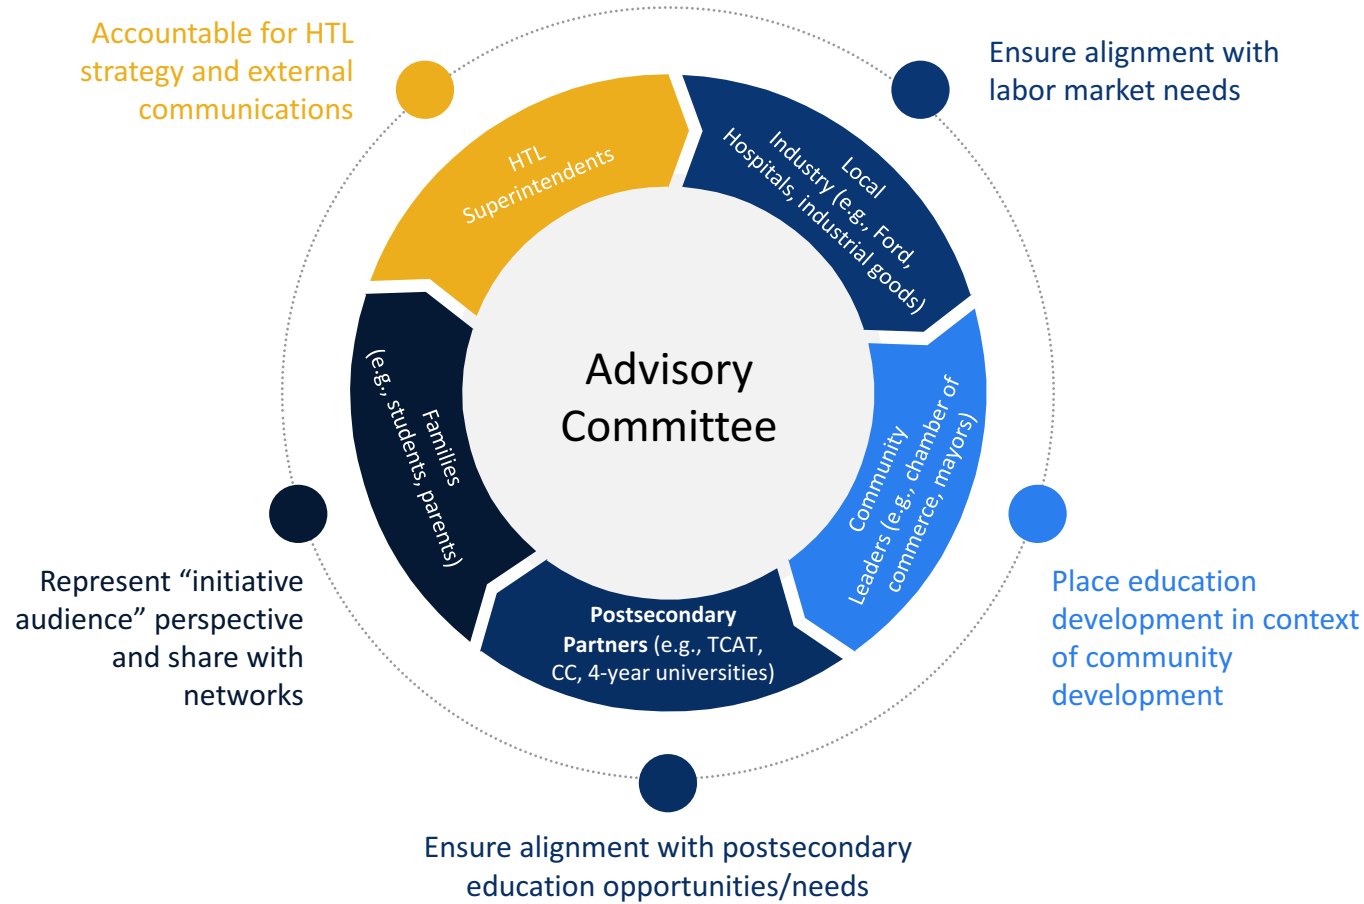 Accountable for HTL
strategy and external
communications
Ensure alignment with
labor market needs
HTL
Superintendents
Local
Industry (e.g., Ford,
Hospitals, industrial goods)
Advisory
Committee
Families
(e.g., students, parents)
Community
Leaders (e.g., chamber of
commerce, mayors)
Postsecondary
Partners (e.g., TCAT,
CC, 4-year universities)
Represent “initiative
audience” perspective
and share with
networks
Place education
development in context
of community
development
Ensure alignment with postsecondary
education opportunities/needs